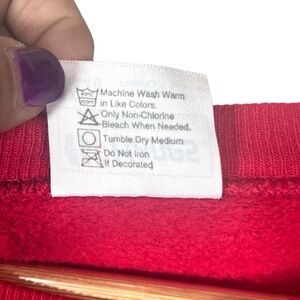 Machine Wash Warm
in Like Colors.
Only Non-Chlorine
Bleach When Needed.
Tumble Dry Medium
Do Not Iron
If Decorated